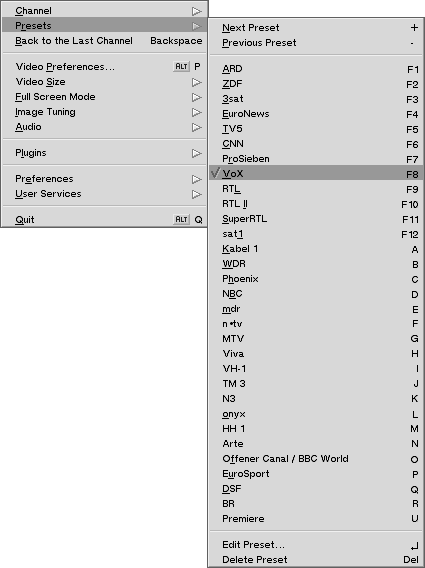 Channel
Presets
Back to the Last Channel Backspace
Video Preferences... ALT P
Video Size
Full Screen Mode
Image Tuning
Audio
Plugins
Preferences
User Services
Quit ALT Q
Next Preset +
Previous Preset -
ARD F1
ZDF F2
3sat F3
EuroNews F4
TV5 F5
CNN F6
ProSieben F7
VoX F8
RTL F9
RTL II F10
SuperRTL F11
sat1 F12
Kabel 1 A
WDR B
Phoenix C
NBC D
mdr E
n•tv F
MTV G
Viva H
VH-1 I
TM 3 J
N3 K
onyx L
HH 1 M
Arte N
Offener Canal / BBC World O
EuroSport P
DSF Q
BR R
Premiere U
Edit Preset...
Delete Preset Del